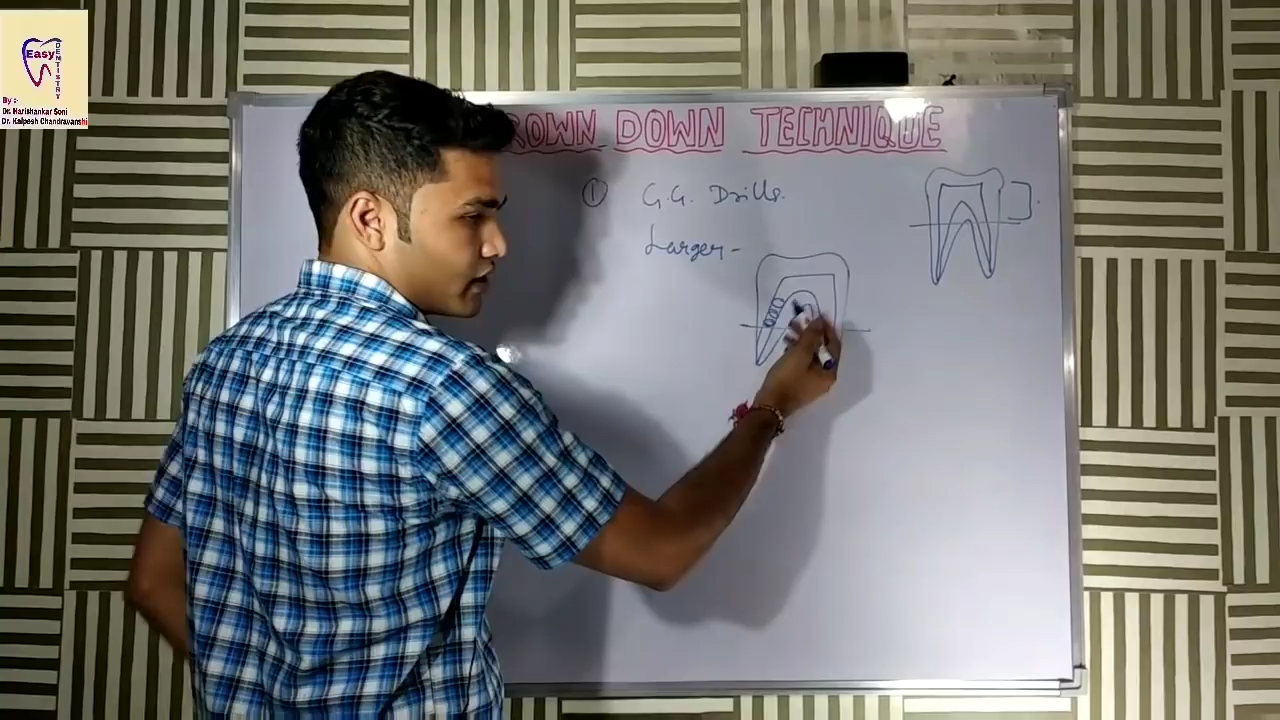 Easy
DENTISTRY
By :-
Dr. Harishankar Soni
Dr. Kalpesh Chandravanshi
ROWN DOWN TECHNIQUE
① G.G. Drills.
Larger -